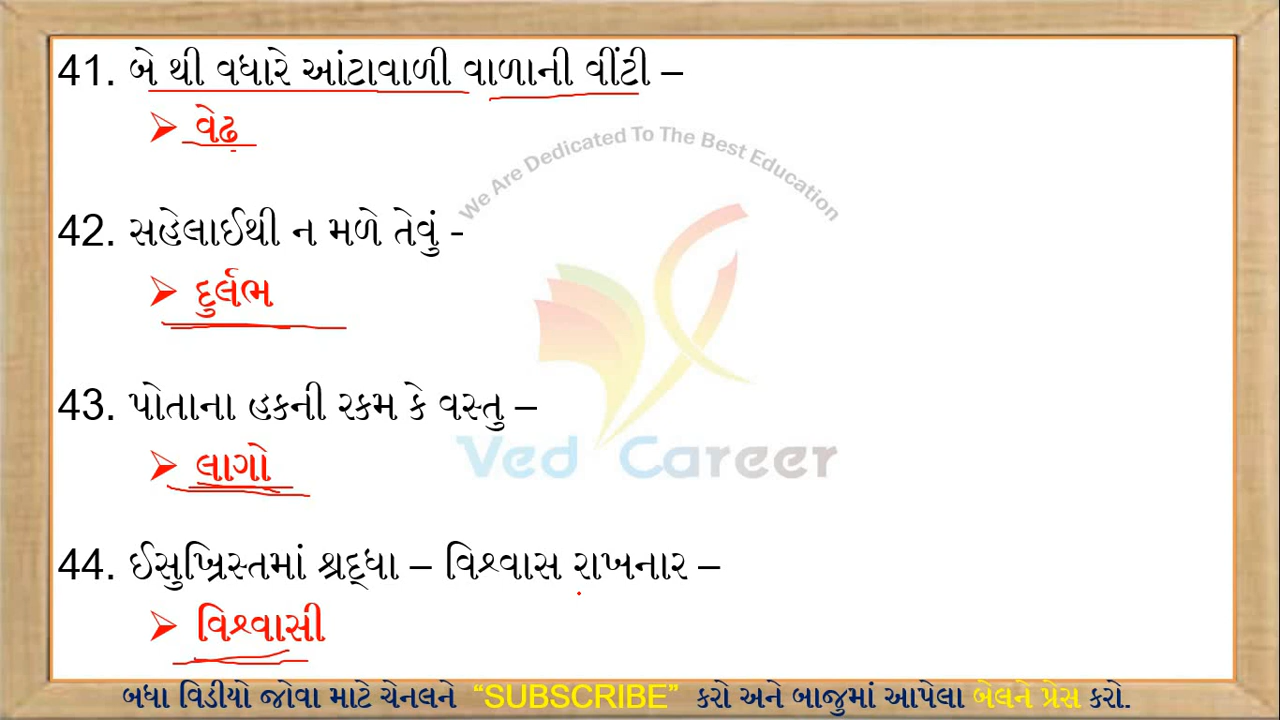 41. બે થી વધારે આંટાવાળી વાળાની વીંટી –
➢ વેઢ
We Are Dedicated To The Best Education
42. સહેલાઈથી ન મળે તેવું -
➢ દુર્લભ
43. પોતાના હકની રકમ કે વસ્તુ –
Ved Career
➢ લાગો
44. ઈસુખ્રિસ્તમાં શ્રદ્ધા – વિશ્વાસ રાખનાર –
➢ વિશ્વાસી
બધા વિડીયો જોવા માટે ચેનલને “SUBSCRIBE” કરો અને બાજુમાં આપેલા બેલને પ્રેસ કરો.